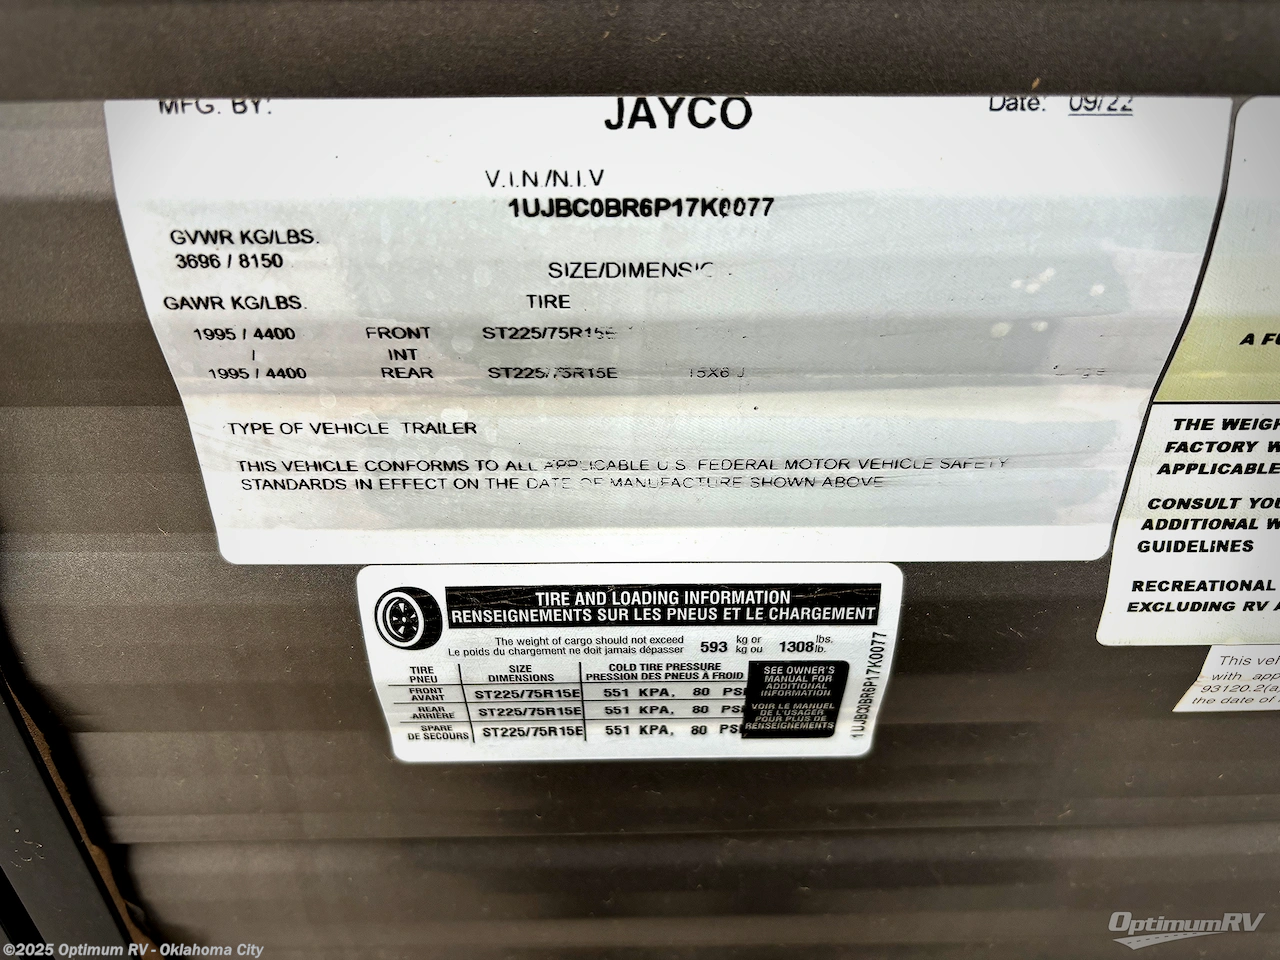 MFG. BY: JAYCO Date: 09/22
V.I.N./N.I.V
1UJBC0BR6P17K0077
GVWR KG/LBS.
3696 / 8150
SIZE/DIMENSIO
GAWR KG/LBS. TIRE
1995 / 4400 FRONT ST225/75R15E
/ INT
1995 / 4400 REAR ST225/75R15E 15X6 J
TYPE OF VEHICLE TRAILER
THIS VEHICLE CONFORMS TO ALL APPLICABLE U.S. FEDERAL MOTOR VEHICLE SAFETY
STANDARDS IN EFFECT ON THE DATE OF MANUFACTURE SHOWN ABOVE
A FU
THE WEIGH
FACTORY W
APPLICABLE
CONSULT YOU
ADDITIONAL W
GUIDELINES
RECREATIONAL
EXCLUDING RV A
This veh
with app
93120.2(a
the date of
TIRE AND LOADING INFORMATION
RENSEIGNEMENTS SUR LES PNEUS ET LE CHARGEMENT
The weight of cargo should not exceed 593 kg or 1308 lbs.
Le poids du chargement ne doit jamais dépasser kg ou lb.
TIRE SIZE COLD TIRE PRESSURE
PNEU DIMENSIONS PRESSION DES PNEUS A FROID
FRONT
AVANT ST225/75R15E 551 KPA, 80 PSI
REAR
ARRIÈRE ST225/75R15E 551 KPA, 80 PSI
SPARE
DE SECOURS ST225/75R15E 551 KPA, 80 PSI
SEE OWNER'S
MANUAL FOR
ADDITIONAL
INFORMATION
VOIR LE MANUEL
DE L'USAGER
POUR PLUS DE
RENSEIGNEMENTS
1UJBC0BR6P17K0077
OptimumRV
©2025 Optimum RV - Oklahoma City